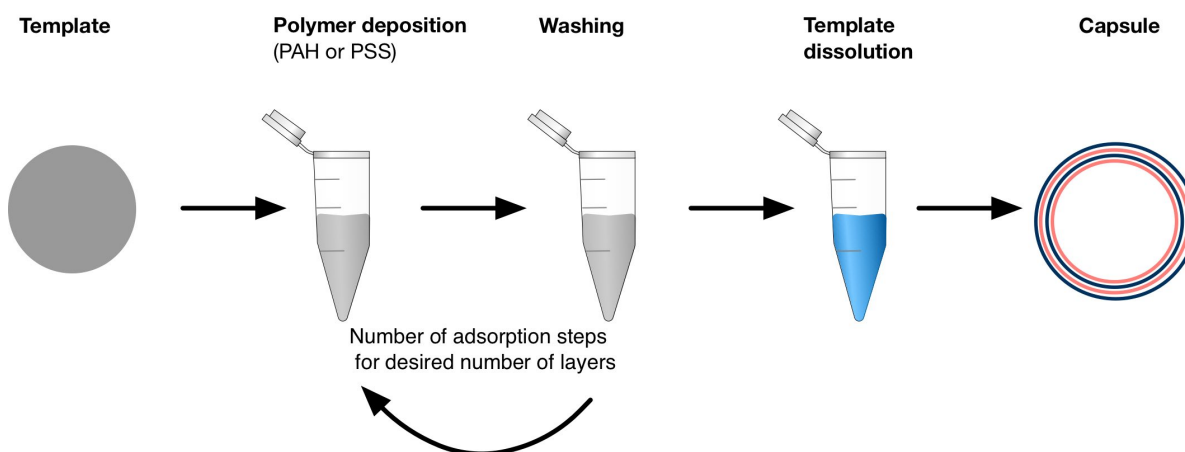 Template
Polymer deposition
(PAH or PSS)
Washing
Template
dissolution
Capsule
Number of adsorption steps
for desired number of layers